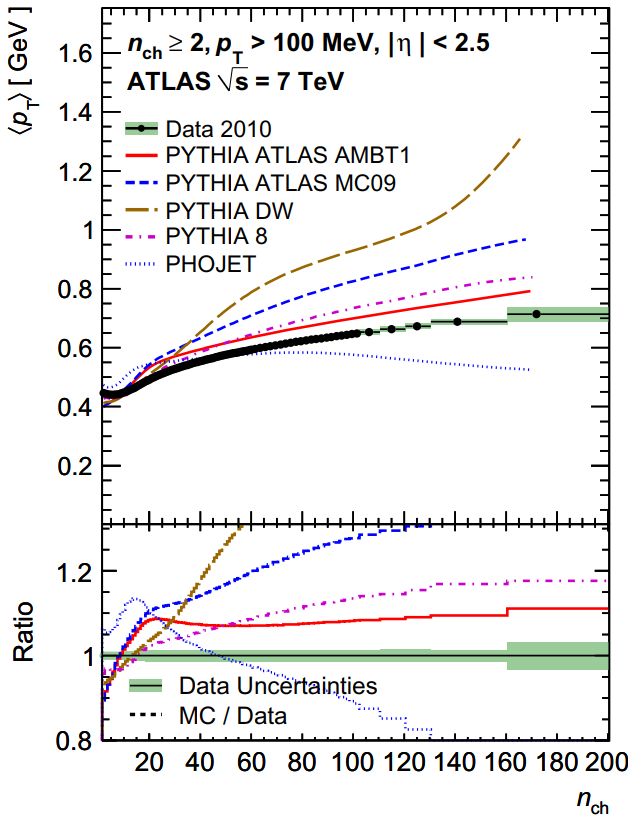 ⟨p_T⟩ [ GeV ]
1.6
1.4
1.2
1
0.8
0.6
0.4
0.2
n_ch ≥ 2, p_T > 100 MeV, | η | < 2.5
ATLAS √s = 7 TeV
Data 2010
PYTHIA ATLAS AMBT1
PYTHIA ATLAS MC09
PYTHIA DW
PYTHIA 8
PHOJET
Ratio
1.2
1
0.8
Data Uncertainties
MC / Data
20 40 60 80 100 120 140 160 180 200
n_ch